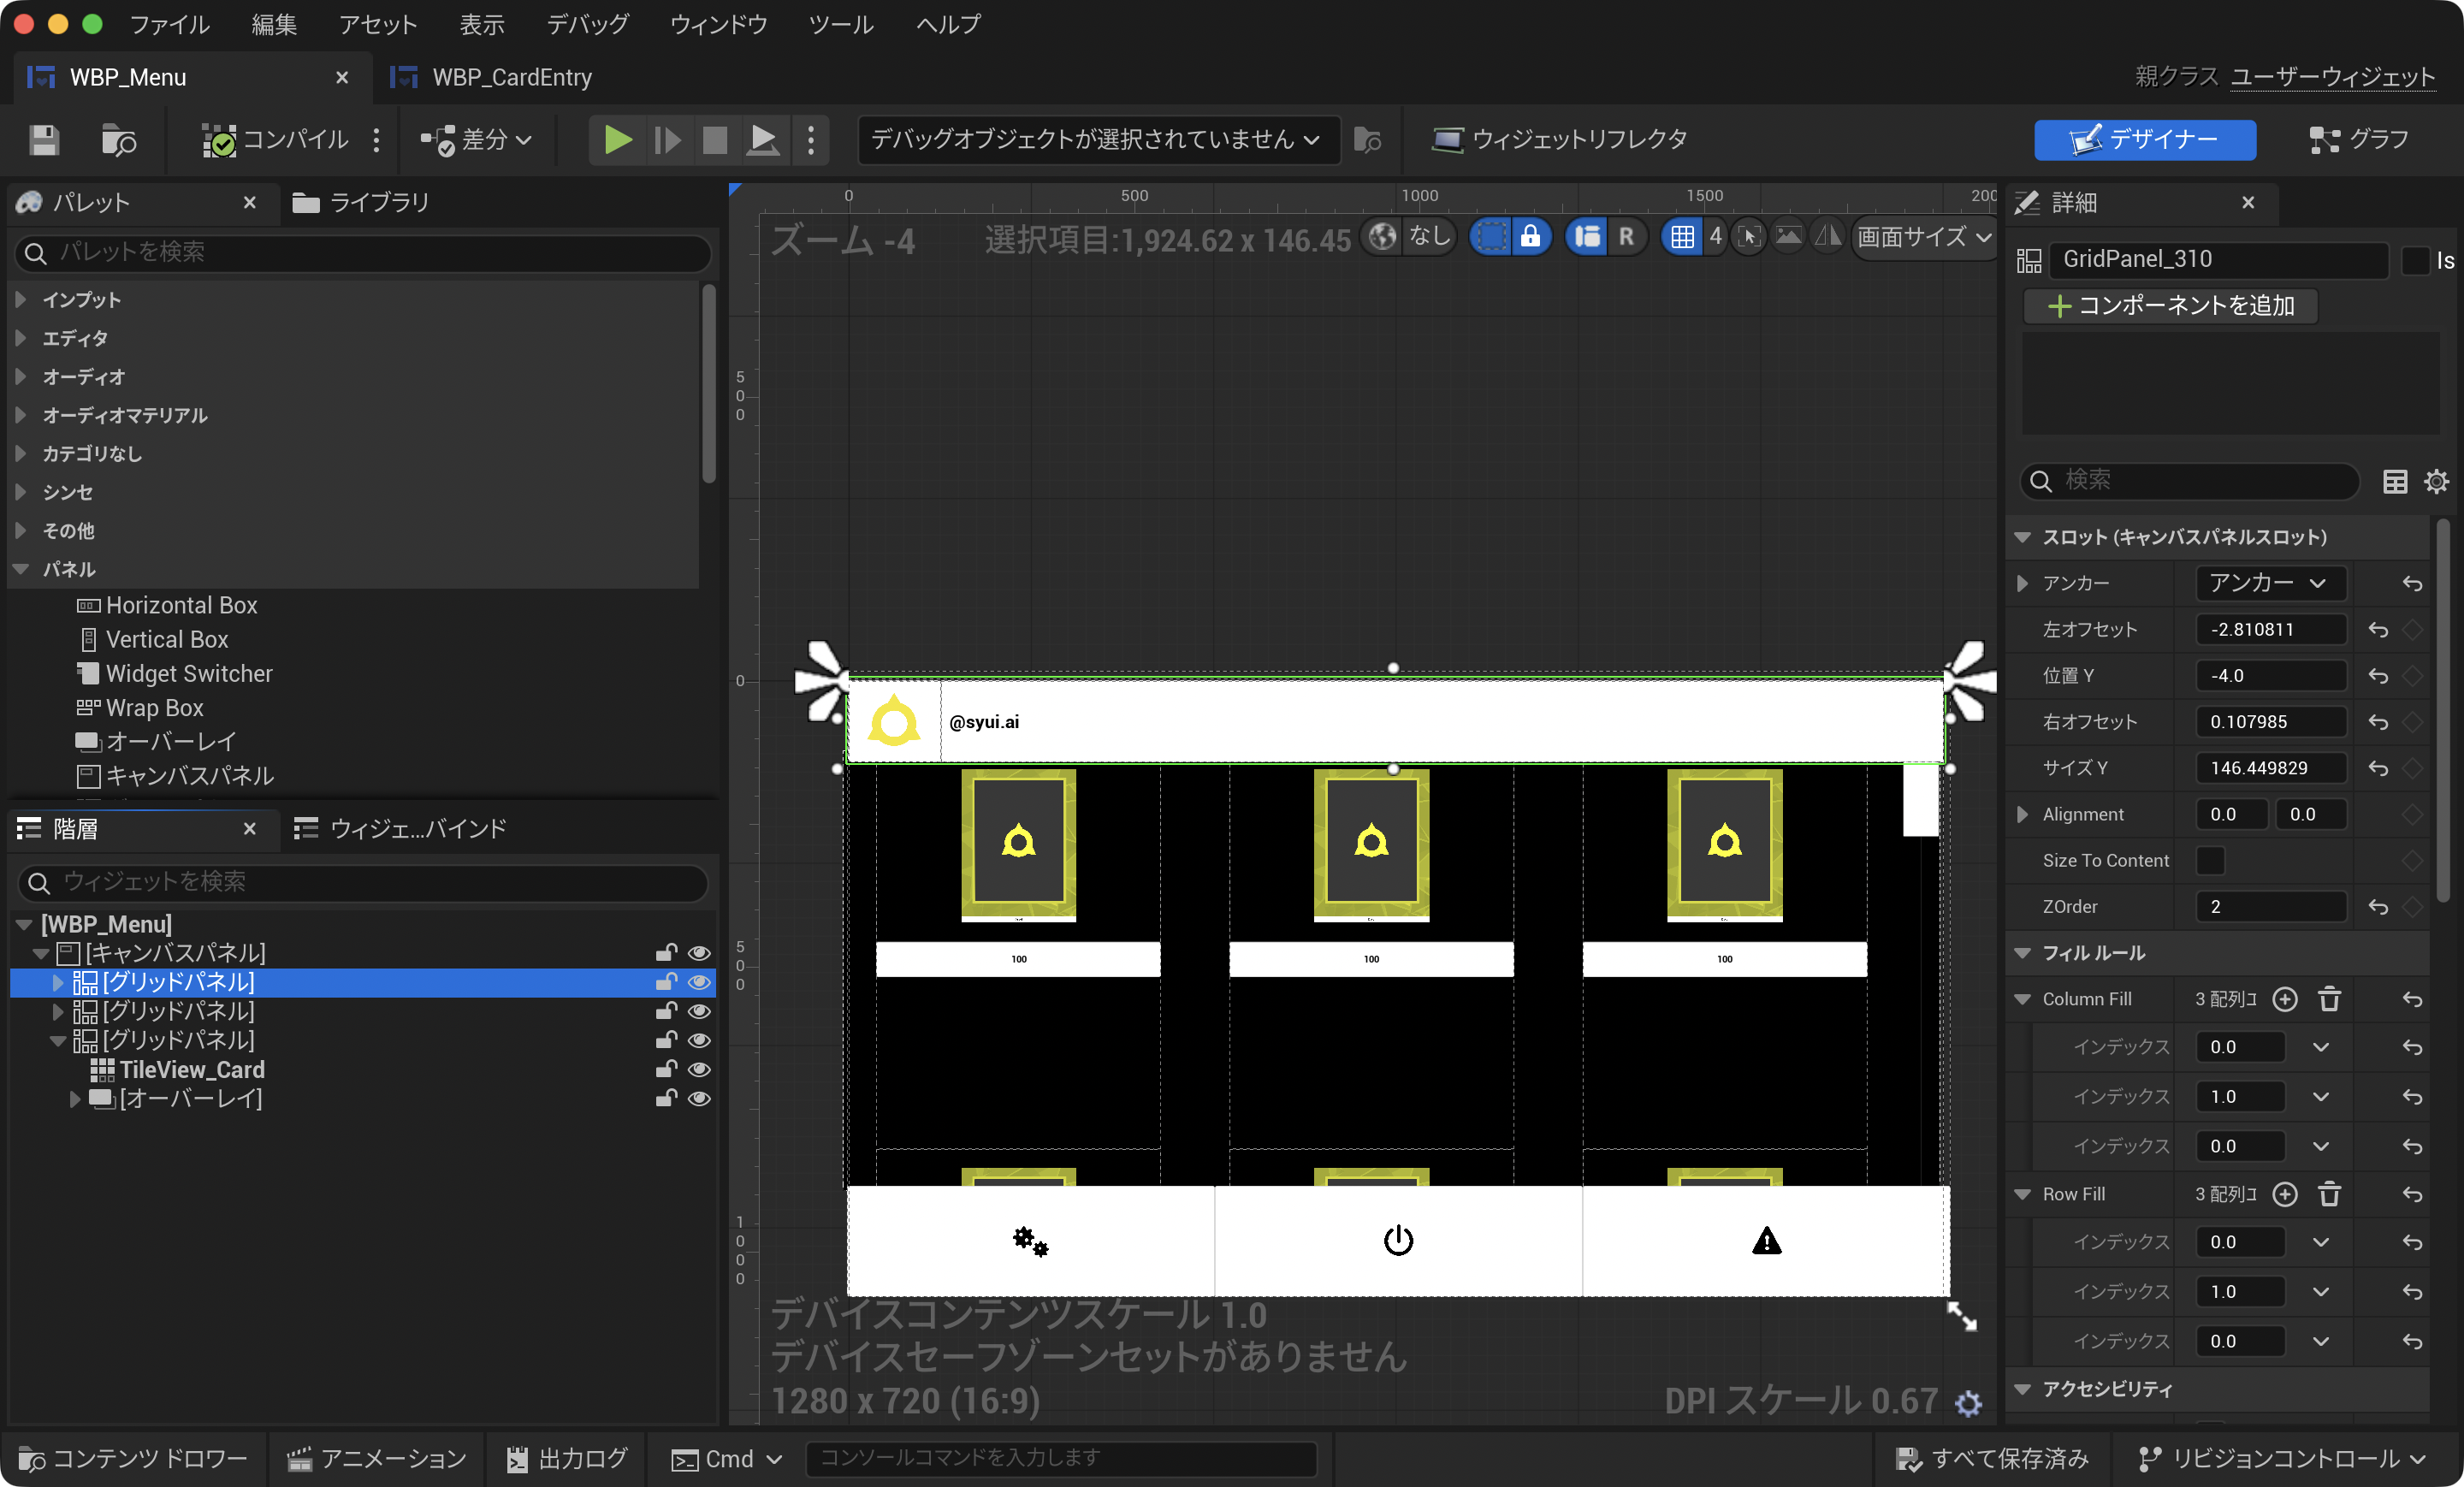 ファイル 編集 アセット 表示 デバッグ ウィンドウ ツール ヘルプ
WBP_Menu WBP_CardEntry 親クラス ユーザーウィジェット
コンパイル 差分 デバッグオブジェクトが選択されていません ウィジェットリフレクタ デザイナー グラフ
パレット ライブラリ
パレットを検索
インプット
エディタ
オーディオ
オーディオマテリアル
カテゴリなし
シンセ
その他
パネル
Horizontal Box
Vertical Box
Widget Switcher
Wrap Box
オーバーレイ
キャンバスパネル
階層 ウィジェ...バインド
ウィジェットを検索
[WBP_Menu]
[キャンバスパネル]
[グリッドパネル]
[グリッドパネル]
[グリッドパネル]
TileView_Card
[オーバーレイ]
0 500 1000 1500 200
ズーム -4 選択項目:1,924.62 x 146.45 なし R 4 画面サイズ
500
0
500
1000
@syui.ai
100 100 100
デバイスコンテンツスケール 1.0
デバイスセーフゾーンセットがありません
1280 x 720 (16:9) DPI スケール 0.67
詳細
GridPanel_310 Is
コンポーネントを追加
検索
スロット (キャンバスパネルスロット)
アンカー アンカー
左オフセット -2.810811
位置 Y -4.0
右オフセット 0.107985
サイズ Y 146.449829
Alignment 0.0 0.0
Size To Content
ZOrder 2
フィル ルール
Column Fill 3 配列エ
インデックス 0.0
インデックス 1.0
インデックス 0.0
Row Fill 3 配列エ
インデックス 0.0
インデックス 1.0
インデックス 0.0
アクセシビリティ
コンテンツ ドロワー アニメーション 出力ログ Cmd コンソールコマンドを入力します すべて保存済み リビジョンコントロール